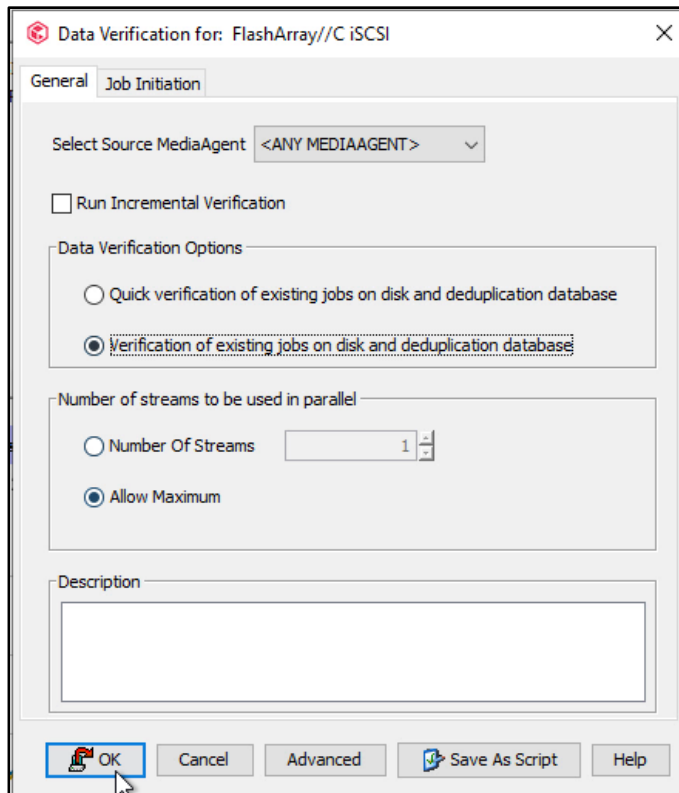 Data Verification for: FlashArray//C iSCSI
General
Job Initiation
Select Source MediaAgent <ANY MEDIAAGENT>
Run Incremental Verification
Data Verification Options
Quick verification of existing jobs on disk and deduplication database
Verification of existing jobs on disk and deduplication database
Number of streams to be used in parallel
Number Of Streams 1
Allow Maximum
Description
OK Cancel Advanced Save As Script Help